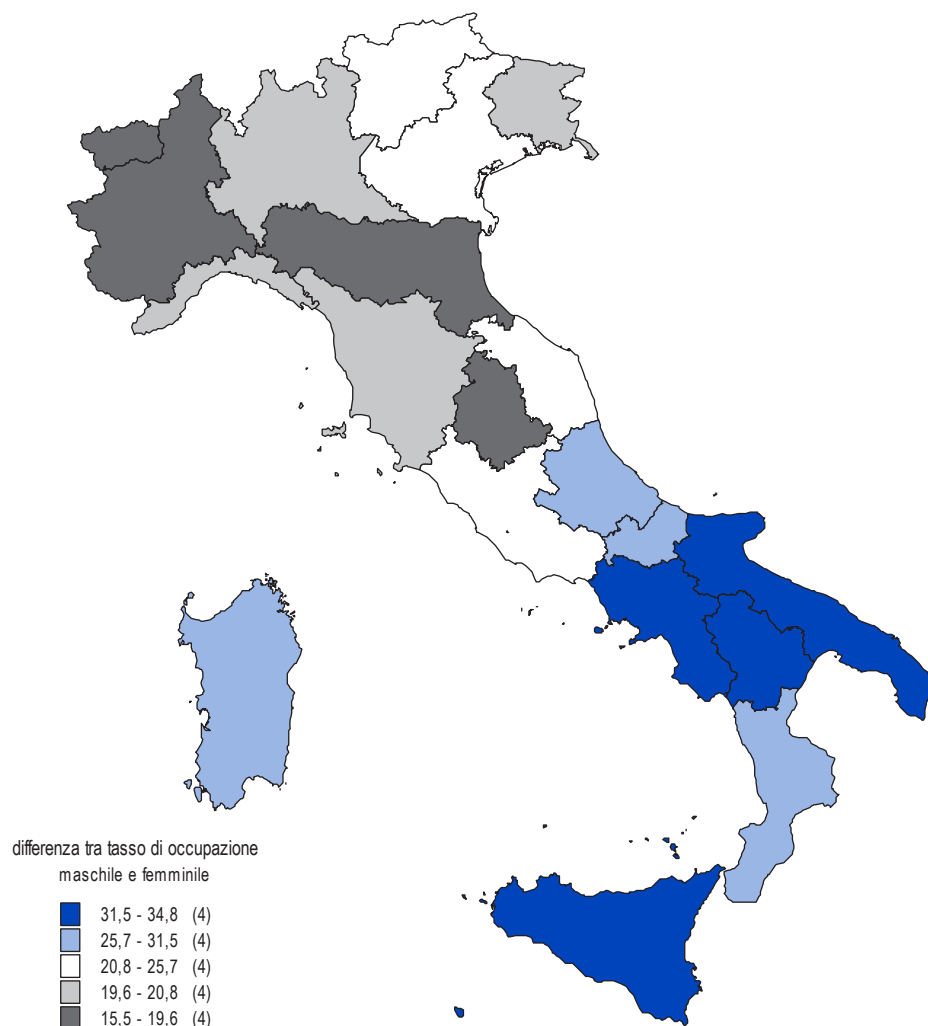 differenza tra tasso di occupazione
maschile e femminile
31,5 - 34,8 (4)
25,7 - 31,5 (4)
20,8 - 25,7 (4)
19,6 - 20,8 (4)
15,5 - 19,6 (4)